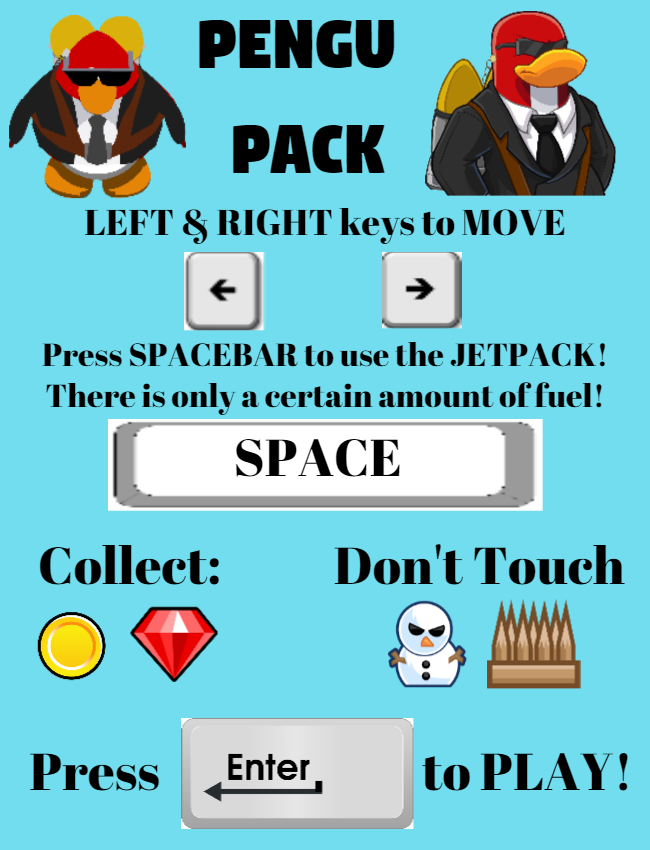 PENGU
PACK
LEFT & RIGHT keys to MOVE
Press SPACEBAR to use the JETPACK!
There is only a certain amount of fuel!
SPACE
Collect: Don't Touch
Press Enter to PLAY!